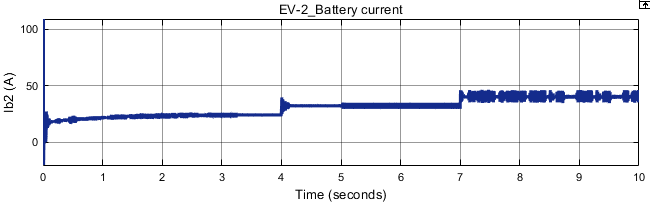 EV-2_Battery current
100
50
0
Ib2 (A)
0 1 2 3 4 5 6 7 8 9 10
Time (seconds)